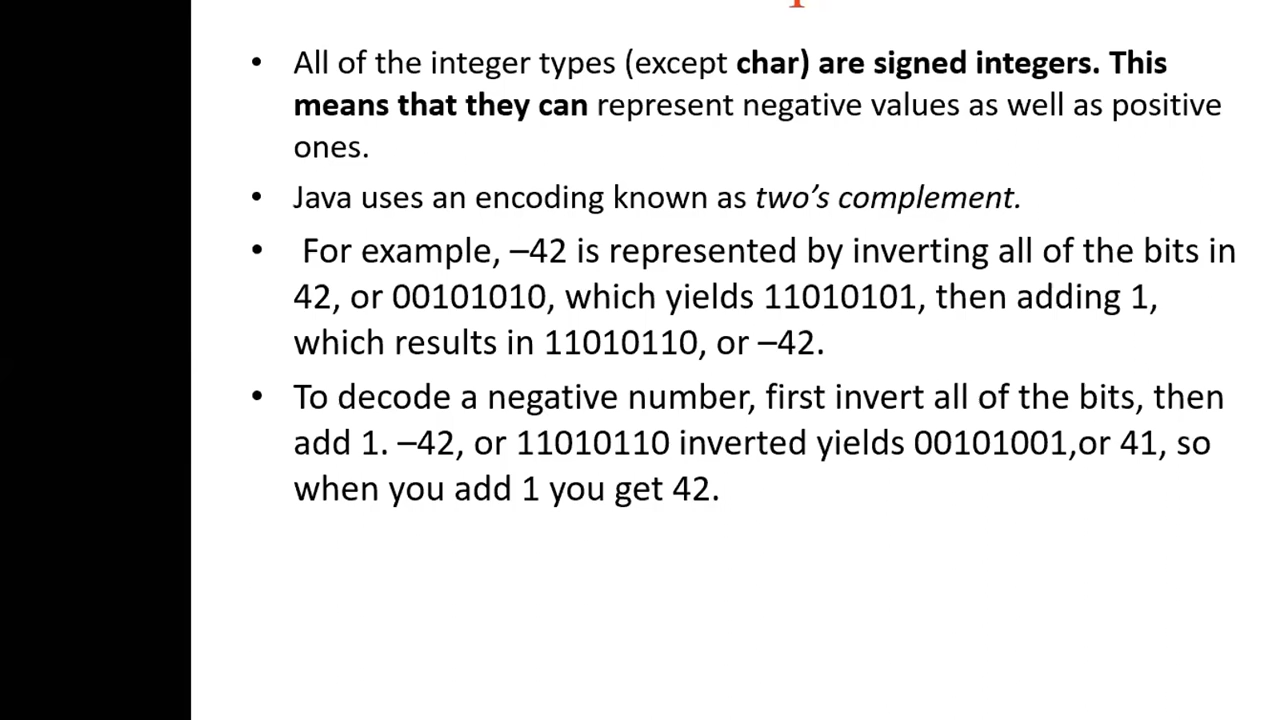 • All of the integer types (except char) are signed integers. This
means that they can represent negative values as well as positive
ones.
• Java uses an encoding known as two’s complement.
• For example, –42 is represented by inverting all of the bits in
42, or 00101010, which yields 11010101, then adding 1,
which results in 11010110, or –42.
• To decode a negative number, first invert all of the bits, then
add 1. –42, or 11010110 inverted yields 00101001,or 41, so
when you add 1 you get 42.